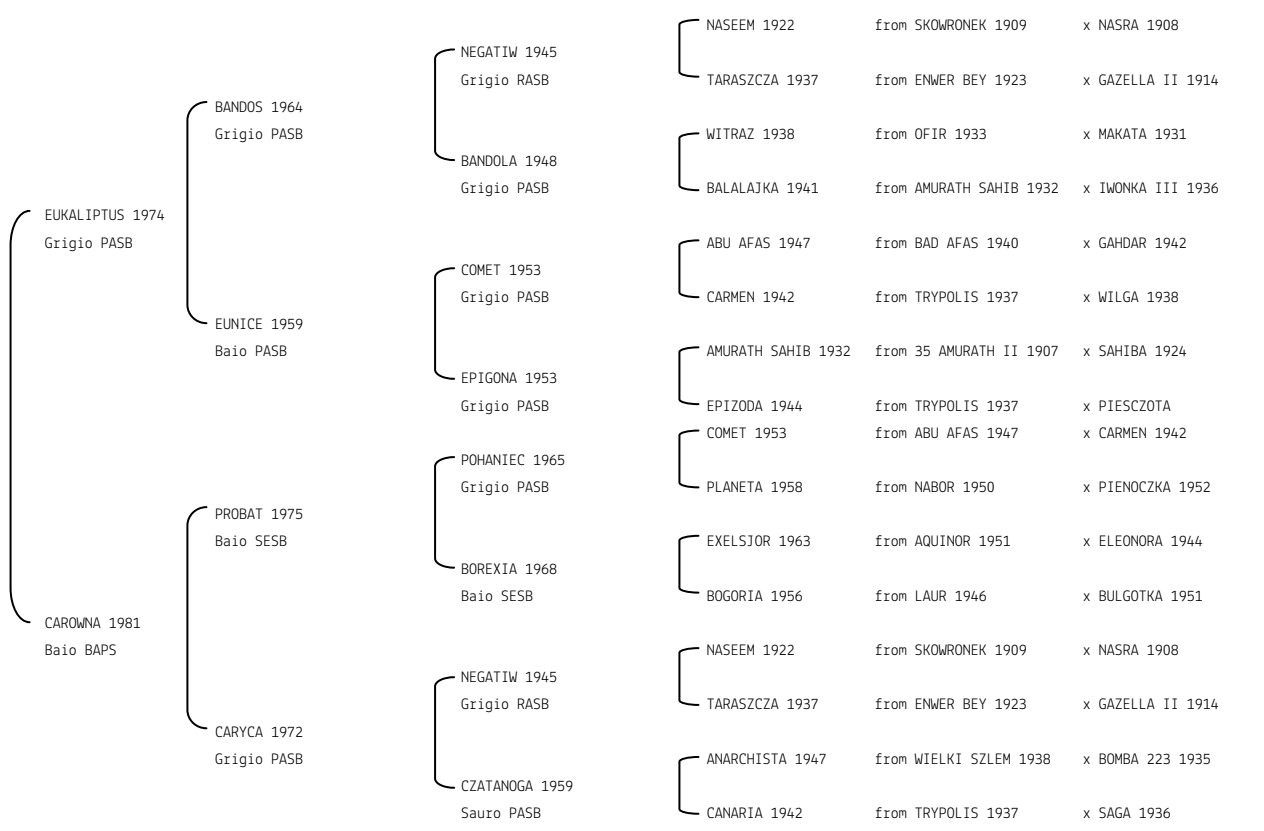 NASEEM 1922 from SKOWRONEK 1909 x NASRA 1908
NEGATIW 1945
Grigio RASB TARASZCZA 1937 from ENWER BEY 1923 x GAZELLA II 1914
BANDOS 1964
Grigio PASB WITRAZ 1938 from OFIR 1933 x MAKATA 1931
BANDOLA 1948
Grigio PASB BALALAJKA 1941 from AMURATH SAHIB 1932 x IWONKA III 1936
EUKALIPTUS 1974
Grigio PASB ABU AFAS 1947 from BAD AFAS 1940 x GAHDAR 1942
COMET 1953
Grigio PASB CARMEN 1942 from TRYPOLIS 1937 x WILGA 1938
EUNICE 1959
Baio PASB AMURATH SAHIB 1932 from 35 AMURATH II 1907 x SAHIBA 1924
EPIGONA 1953
Grigio PASB EPIZODA 1944 from TRYPOLIS 1937 x PIESCZOTA
COMET 1953 from ABU AFAS 1947 x CARMEN 1942
POHANIEC 1965
Grigio PASB PLANETA 1958 from NABOR 1950 x PIENOCZKA 1952
PROBAT 1975
Baio SESB EXELSJOR 1963 from AQUINOR 1951 x ELEONORA 1944
BOREXIA 1968
Baio SESB BOGORIA 1956 from LAUR 1946 x BULGOTKA 1951
CAROWNA 1981
Baio BAPS NASEEM 1922 from SKOWRONEK 1909 x NASRA 1908
NEGATIW 1945
Grigio RASB TARASZCZA 1937 from ENWER BEY 1923 x GAZELLA II 1914
CARYCA 1972
Grigio PASB ANARCHISTA 1947 from WIELKI SZLEM 1938 x BOMBA 223 1935
CZATANOGA 1959
Sauro PASB CANARIA 1942 from TRYPOLIS 1937 x SAGA 1936